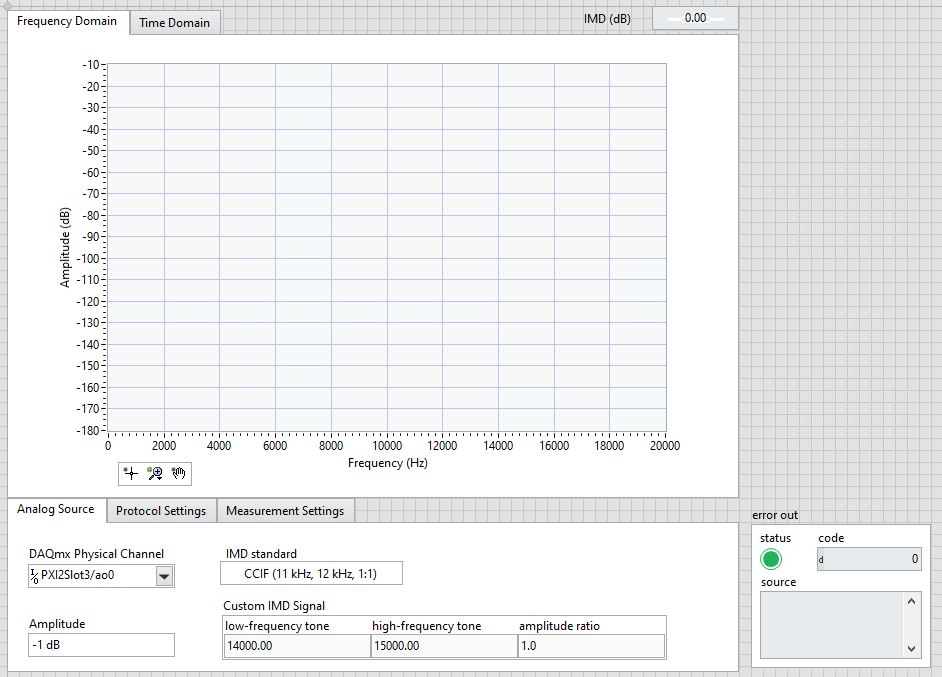 Frequency Domain
Time Domain
IMD (dB)
0.00
-10
-20
-30
-40
-50
-60
-70
-80
-90
-100
-110
-120
-130
-140
-150
-160
-170
-180
Amplitude (dB)
0 2000 4000 6000 8000 10000 12000 14000 16000 18000 20000
Frequency (Hz)
Analog Source
Protocol Settings
Measurement Settings
DAQmx Physical Channel
I/O PXI2Slot3/ao0
IMD standard
CCIF (11 kHz, 12 kHz, 1:1)
Amplitude
-1 dB
Custom IMD Signal
low-frequency tone high-frequency tone amplitude ratio
14000.00 15000.00 1.0
error out
status code
d 0
source